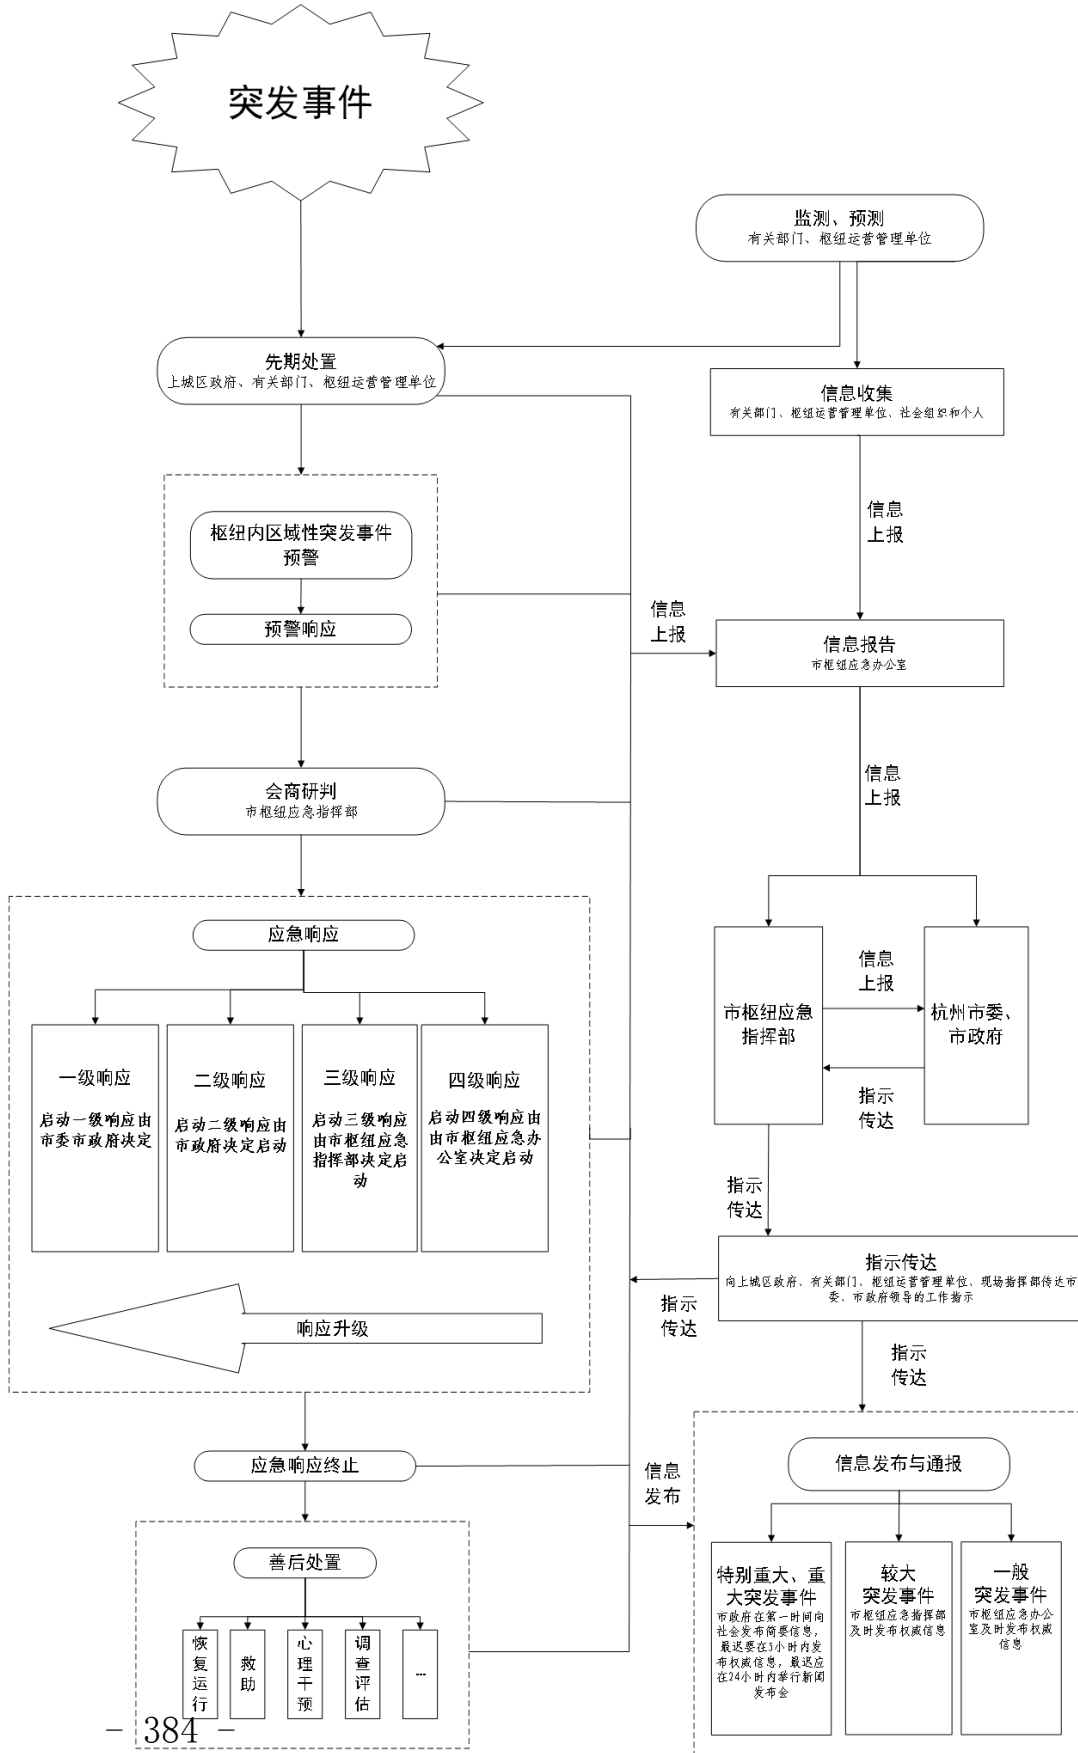 突发事件
监测、预测
有关部门、枢纽运营管理单位
先期处置
上城区政府、有关部门、枢纽运营管理单位
信息收集
有关部门、枢纽运营管理单位、社会组织和个人
信息
上报
枢纽内区域性突发事件
预警
预警响应
信息
上报
信息报告
市枢纽应急办公室
会商研判
市枢纽应急指挥部
信息
上报
应急响应
一级响应
启动一级响应由
市委市政府决定
二级响应
启动二级响应由
市政府决定启动
三级响应
启动三级响应
由市枢纽应急
指挥部决定启
动
四级响应
启动四级响应由
由市枢纽应急办
公室决定启动
响应升级
市枢纽应急
指挥部
信息
上报
指示
传达
杭州市委、
市政府
指示
传达
指示传达
向上城区政府、有关部门、枢纽运营管理单位、现场指挥部传达市
委、市政府领导的工作指示
指示
传达
指示
传达
应急响应终止
信息
发布
善后处置
恢复运行
救助
心理干预
调查评估
...
信息发布与通报
特别重大、重
大突发事件
市政府在第一时间向
社会发布简要信息，
最迟要在5小时内发
布权威信息，最迟应
在24小时内举行新闻
发布会
较大
突发事件
市枢纽应急指挥部
及时发布权威信息
一般
突发事件
市枢纽应急办公
室及时发布权威
信息
- 384 -